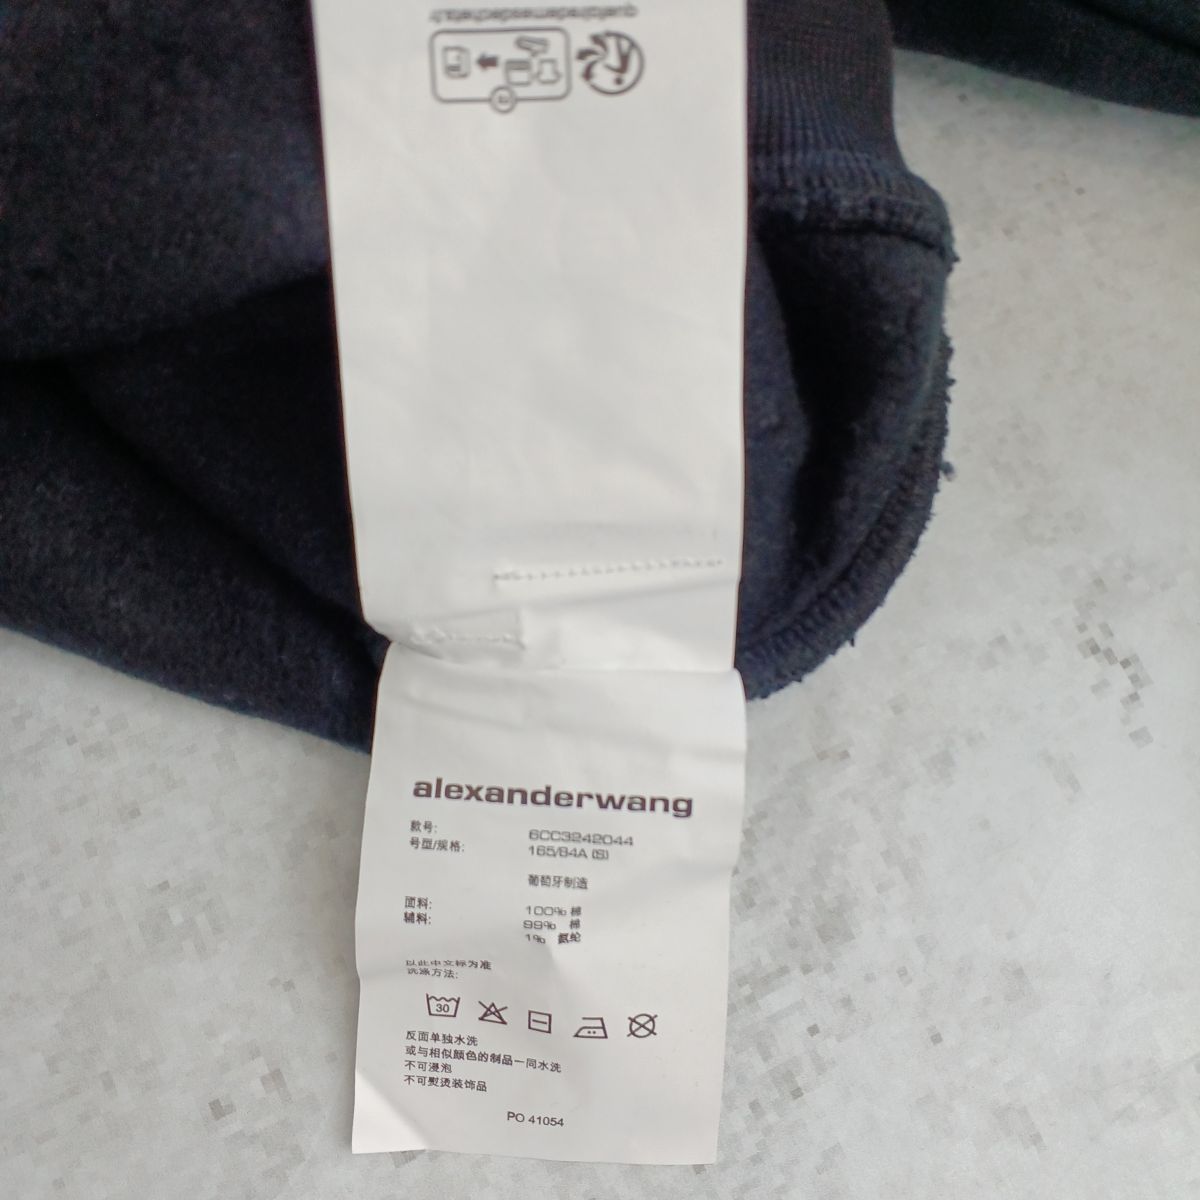 quefairedemesdechets.fr
alexanderwang
款号: 6CC3242044
号型/规格: 165/84A (S)
葡萄牙制造
面料: 100% 棉
辅料: 99% 棉
1% 氨纶
以此中文标为准
洗涤方法:
30
反面单独水洗
或与相似颜色的制品一同水洗
不可浸泡
不可熨烫装饰品
PO 41054